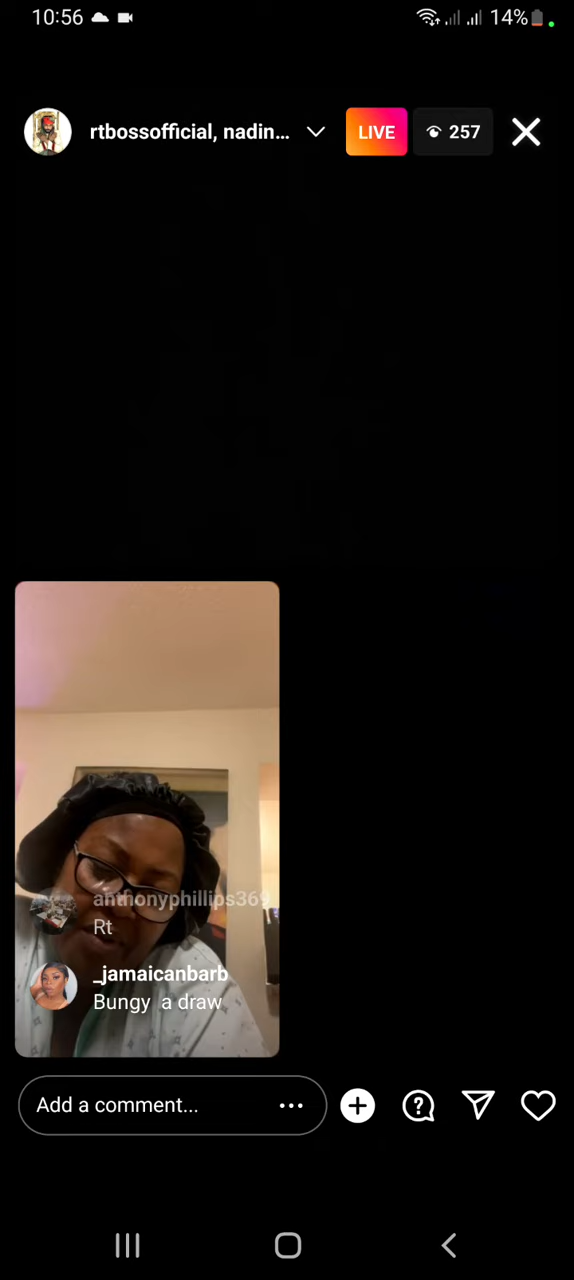 10:56
14%
rtbossofficial, nadin...
LIVE
257
anthonyphillips369
Rt
_jamaicanbarb
Bungy a draw
Add a comment...